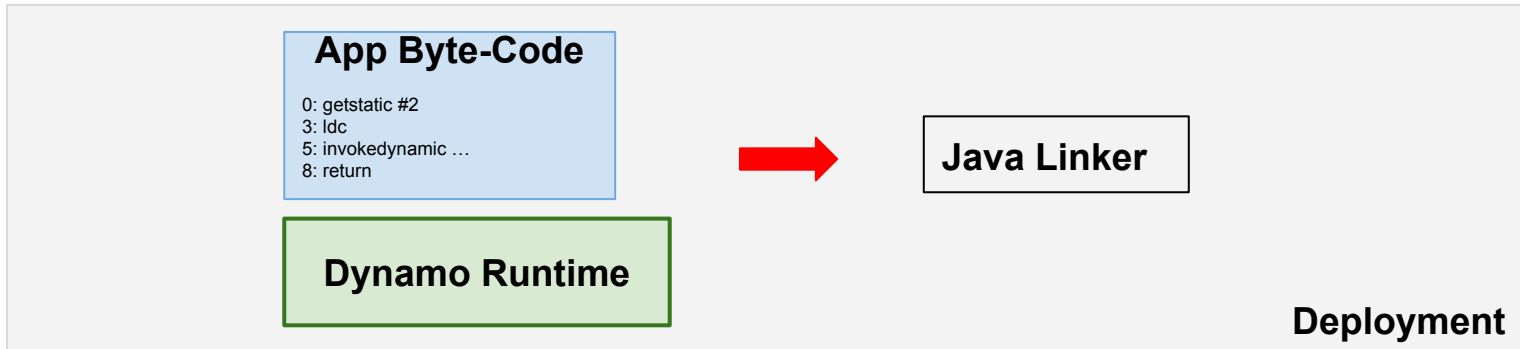 App Byte-Code
0: getstatic #2
3: ldc
5: invokedynamic …
8: return
Java Linker
Dynamo Runtime
Deployment